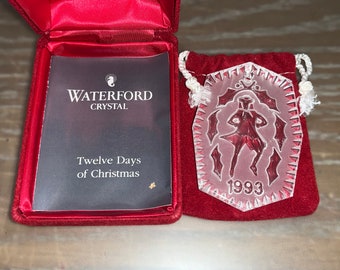 WATERFORD
CRYSTAL
Twelve Days
of Christmas
1993